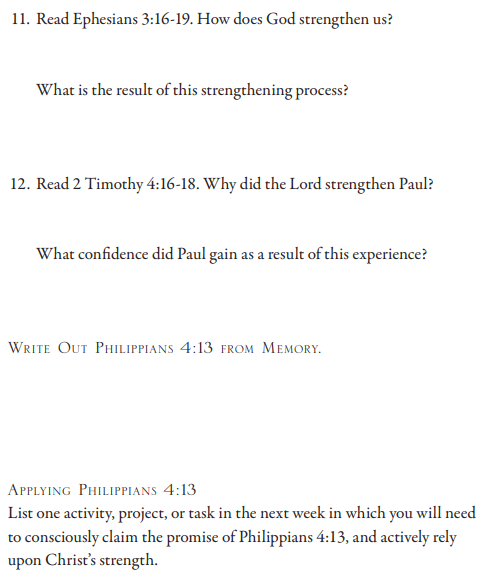 11. Read Ephesians 3:16-19. How does God strengthen us?
What is the result of this strengthening process?
12. Read 2 Timothy 4:16-18. Why did the Lord strengthen Paul?
What confidence did Paul gain as a result of this experience?
Write Out Philippians 4:13 from Memory.
Applying Philippians 4:13
List one activity, project, or task in the next week in which you will need
to consciously claim the promise of Philippians 4:13, and actively rely
upon Christ’s strength.